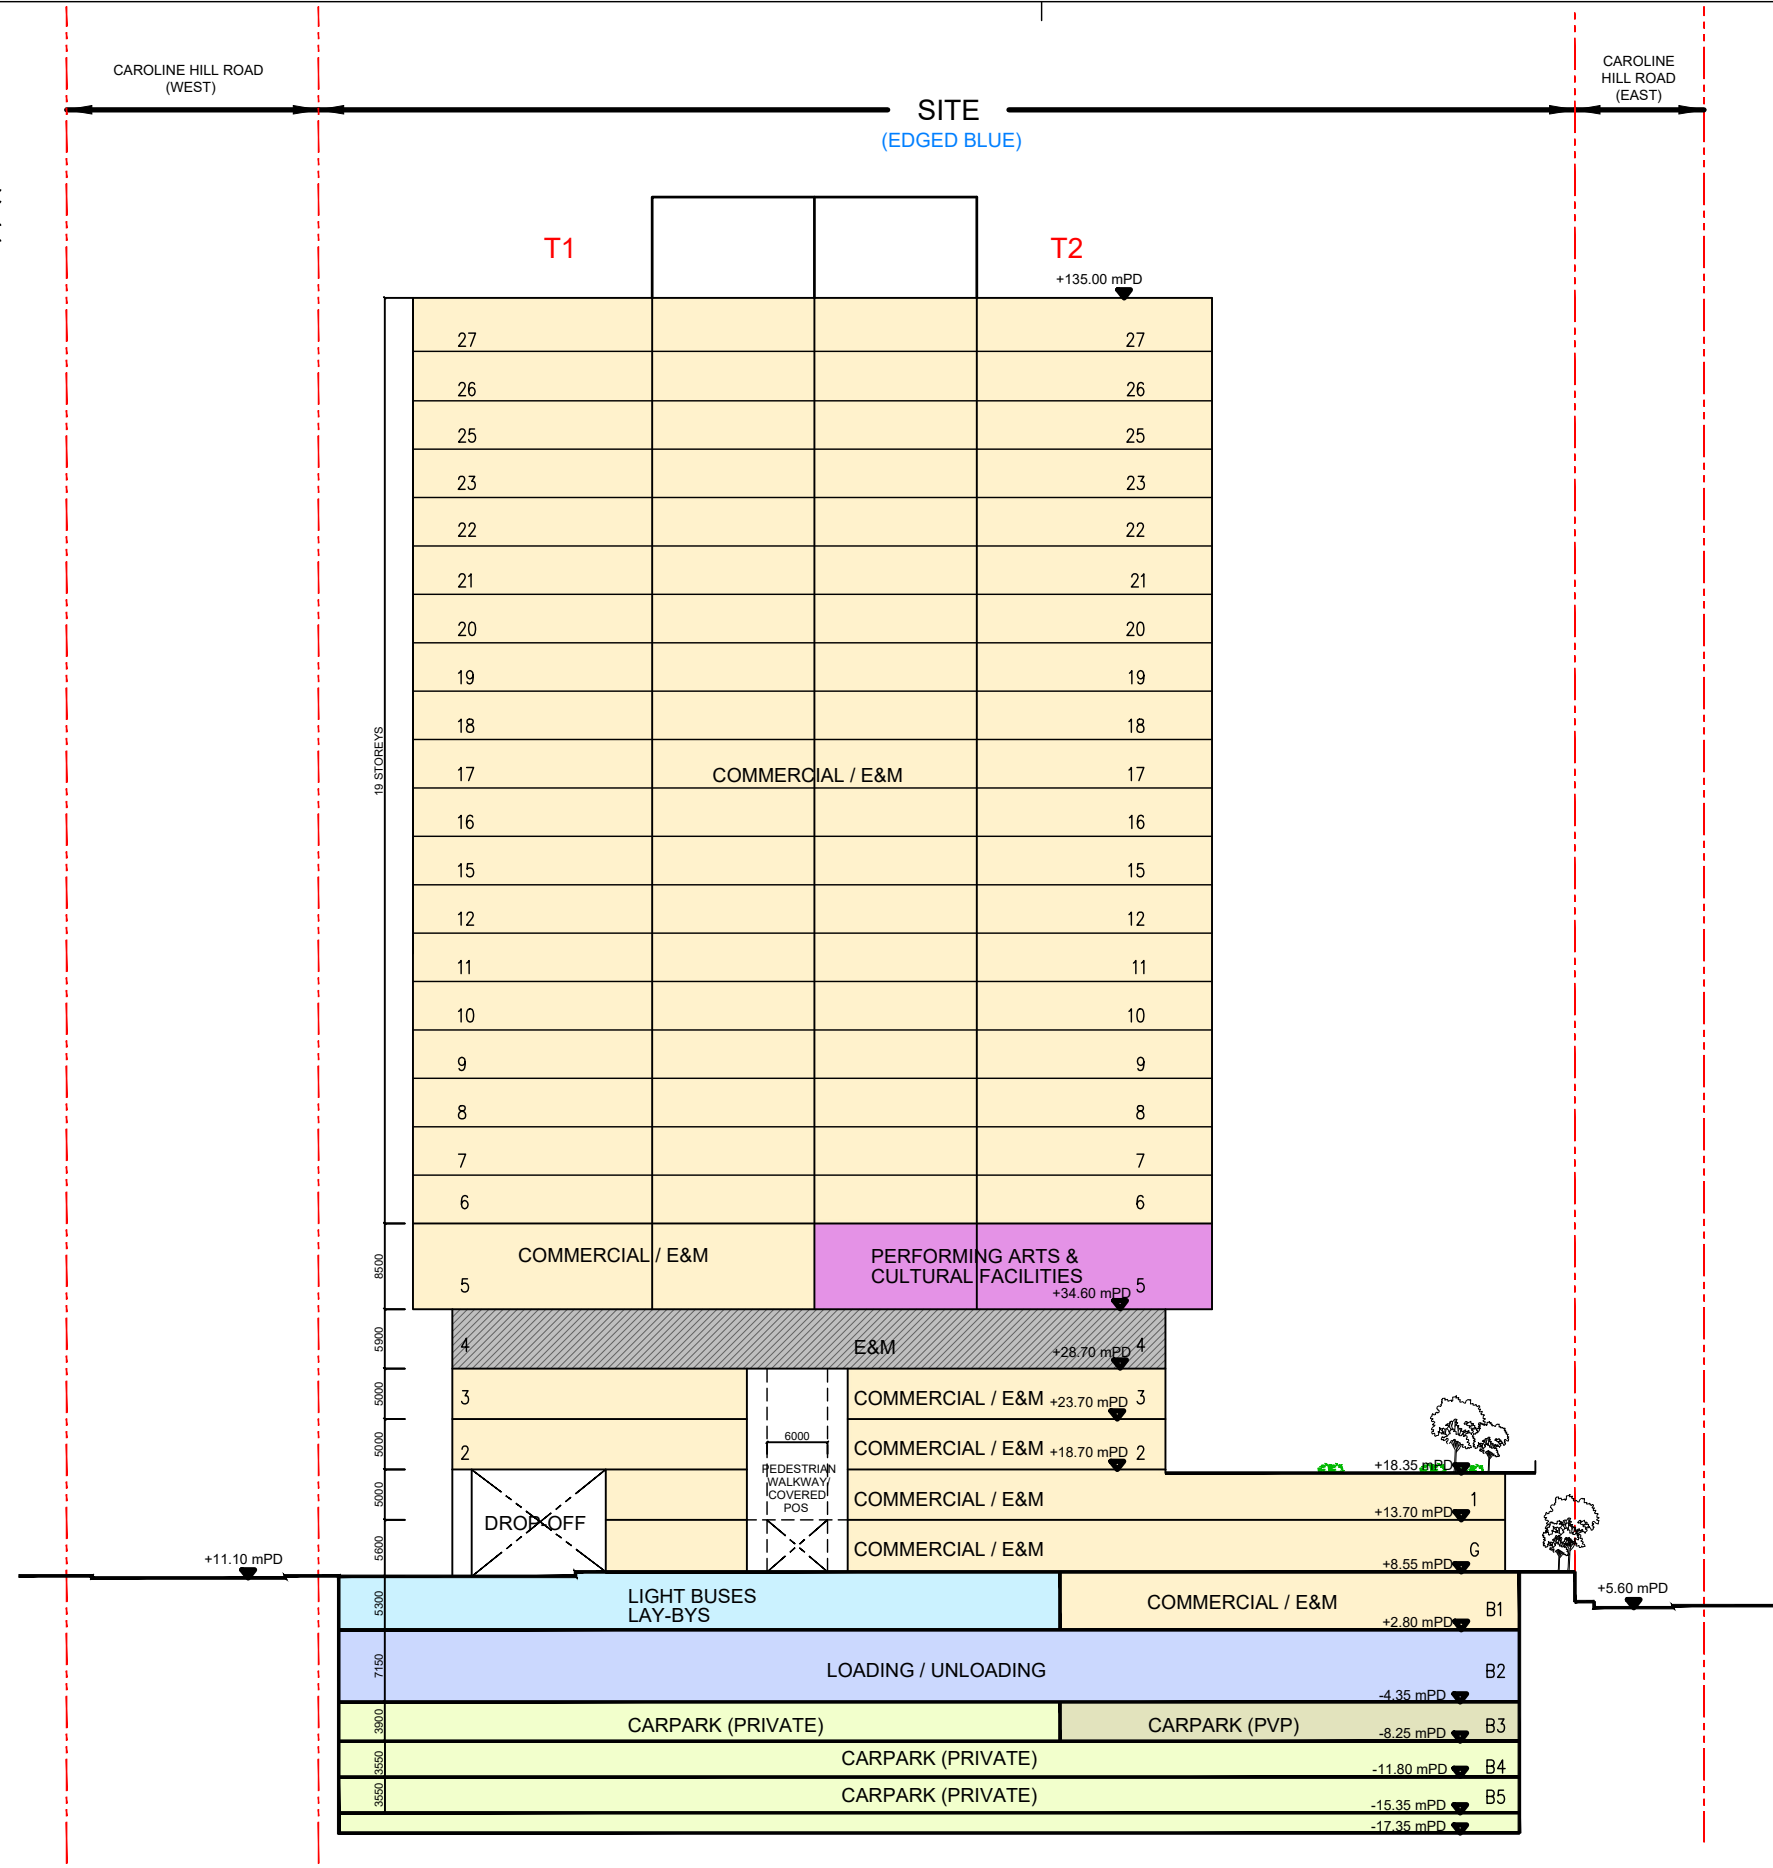 CAROLINE HILL ROAD
(WEST)
SITE
(EDGED BLUE)
CAROLINE
HILL ROAD
(EAST)
T1
T2
+135.00 mPD
27 27
26 26
25 25
23 23
22 22
21 21
20 20
19 19
18 18
19 STOREYS
17 COMMERCIAL / E&M 17
16 16
15 15
12 12
11 11
10 10
9 9
8 8
7 7
6 6
8500
COMMERCIAL / E&M
5
PERFORMING ARTS &
CULTURAL FACILITIES
5
+34.60 mPD
5900
4 E&M 4
+28.70 mPD
5000
3 COMMERCIAL / E&M +23.70 mPD 3
5000
2 COMMERCIAL / E&M +18.70 mPD 2
6000
PEDESTRIAN
WALKWAY/
COVERED
POS
+18.35 mPD
5000
DROP-OFF
COMMERCIAL / E&M
1
+13.70 mPD
5600
COMMERCIAL / E&M
G
+8.55 mPD
+11.10 mPD
+5.60 mPD
5300
LIGHT BUSES
LAY-BYS
COMMERCIAL / E&M
B1
+2.80 mPD
7150
LOADING / UNLOADING
B2
-4.35 mPD
3900
CARPARK (PRIVATE)
CARPARK (PVP)
B3
-8.25 mPD
3550
CARPARK (PRIVATE)
B4
-11.80 mPD
3550
CARPARK (PRIVATE)
B5
-15.35 mPD
-17.35 mPD